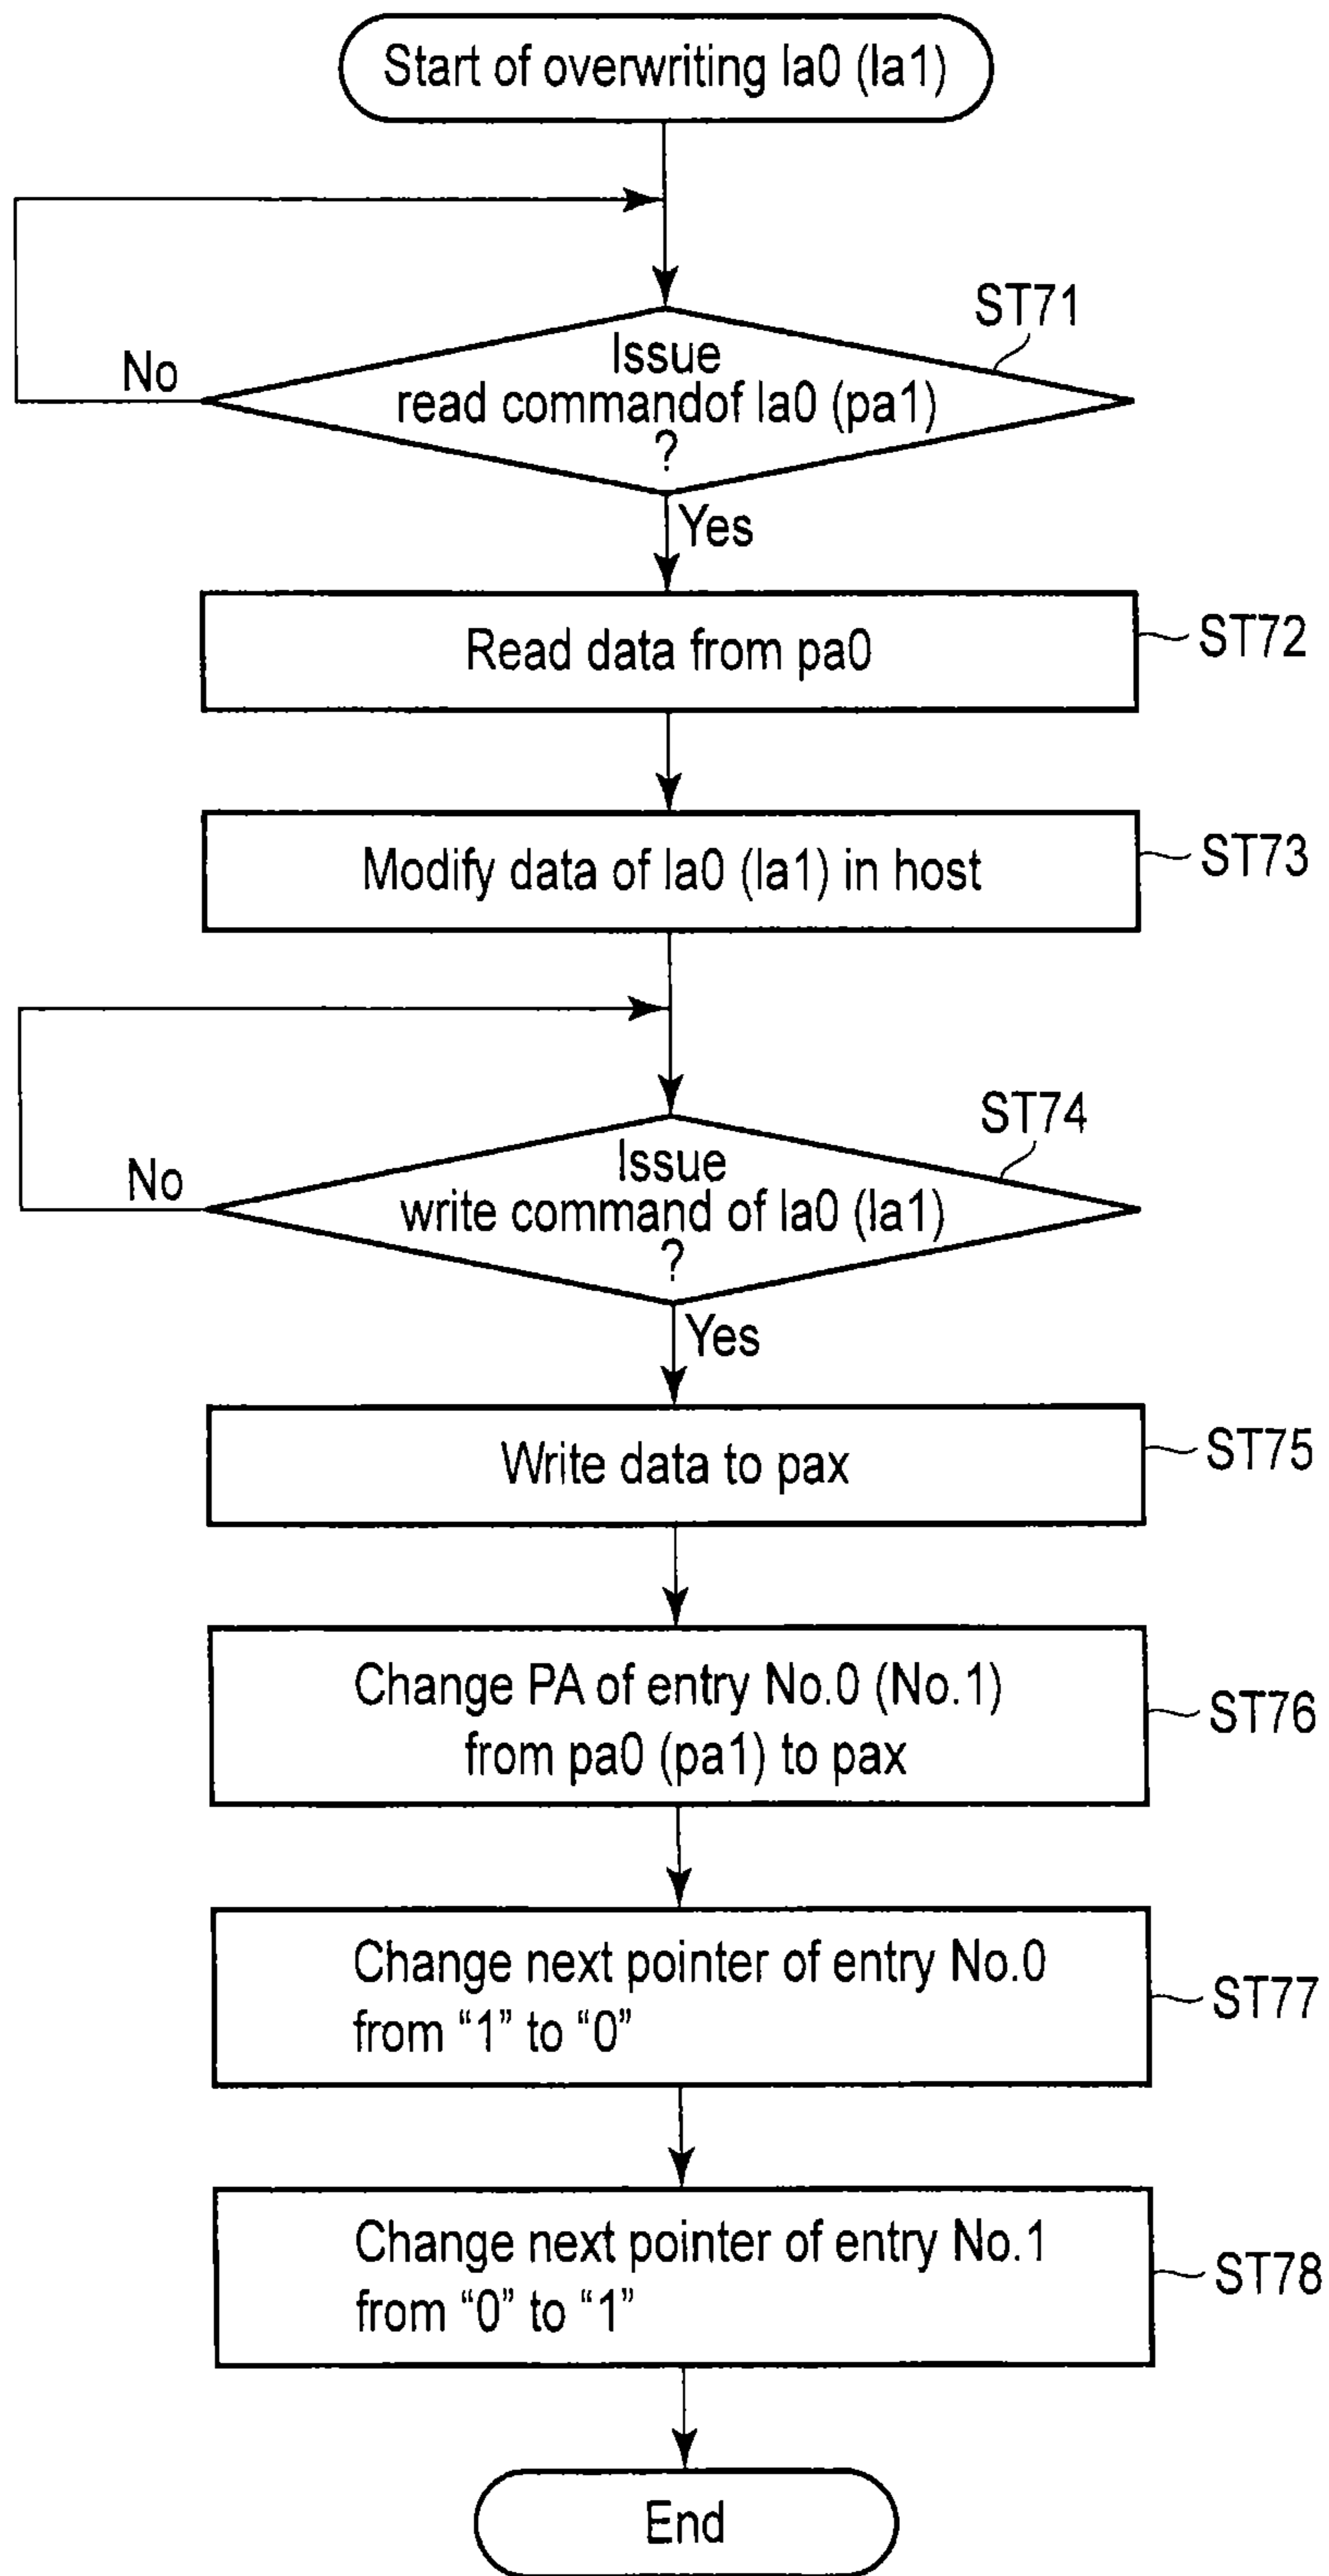 Start of overwriting la0 (la1)
ST71
No
Issue
read commandof la0 (pa1)
?
Yes
Read data from pa0
ST72
Modify data of la0 (la1) in host
ST73
ST74
No
Issue
write command of la0 (la1)
?
Yes
Write data to pax
ST75
Change PA of entry No.0 (No.1)
from pa0 (pa1) to pax
ST76
Change next pointer of entry No.0
from “1” to “0”
ST77
Change next pointer of entry No.1
from “0” to “1”
ST78
End